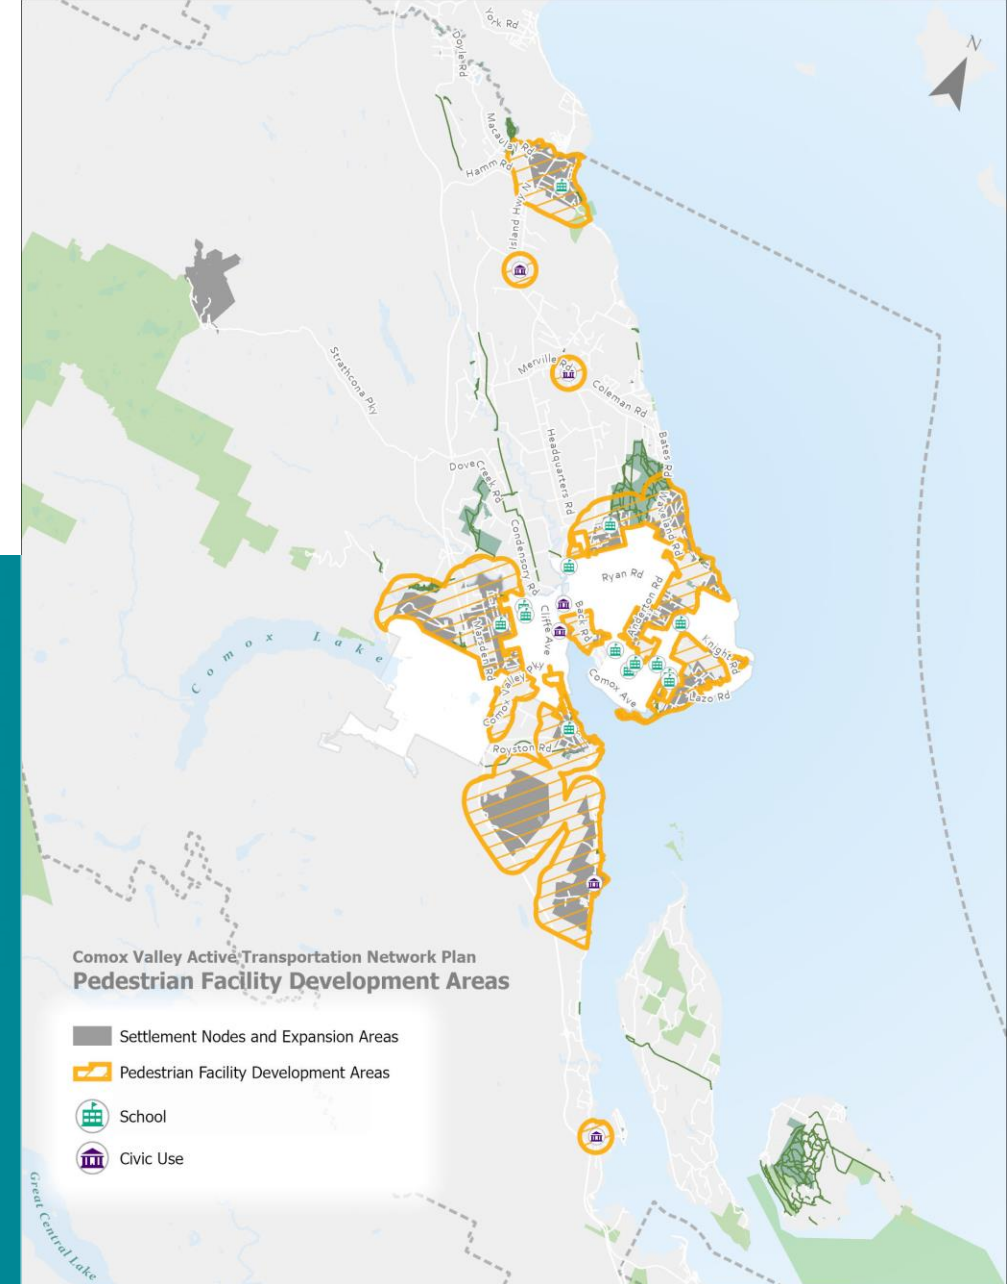 York Rd
Doyle Rd
N
Macaulay Rd
Hamm Rd
Island Hwy N
Strathcona Pky
Merville Rd
Coleman Rd
Headquarters Rd
Bates Rd
Dove Creek Rd
Waveland Rd
Condensory Rd
Ryan Rd
Anderton Rd
Back Rd
Cliffe Ave
Marsden Rd
Knight Rd
Comox Lake
Comox Valley Pky
Comox Ave
Lazo Rd
Royston Rd
Comox Valley Active Transportation Network Plan
Pedestrian Facility Development Areas
Settlement Nodes and Expansion Areas
Pedestrian Facility Development Areas
School
Civic Use
Great Central Lake